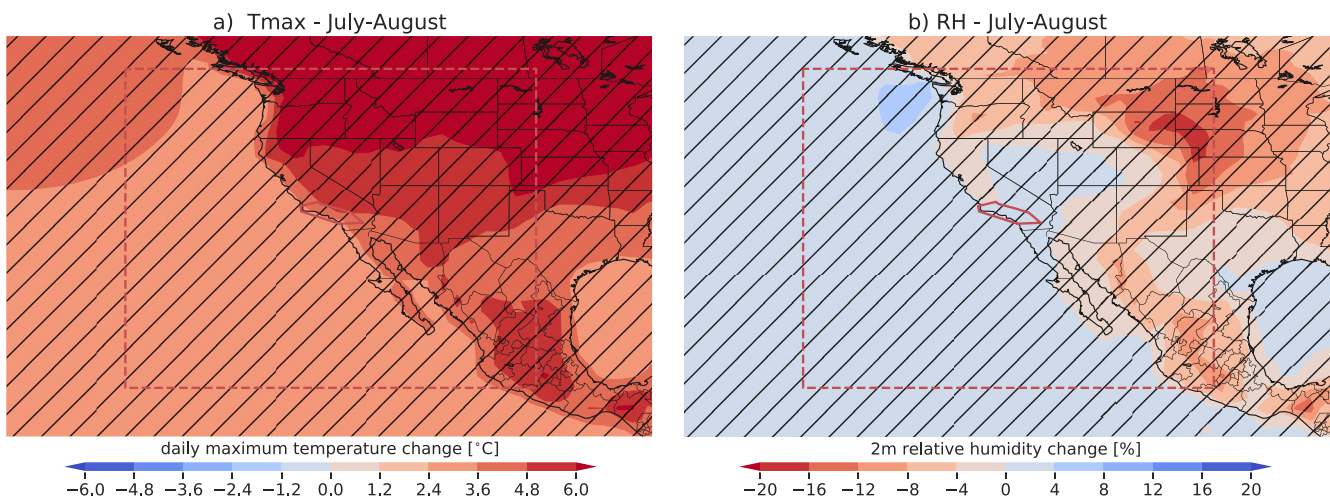 a) Tmax - July-August
b) RH - July-August
daily maximum temperature change [°C]
−6.0 −4.8 −3.6 −2.4 −1.2 0.0 1.2 2.4 3.6 4.8 6.0
2m relative humidity change [%]
−20 −16 −12 −8 −4 0 4 8 12 16 20